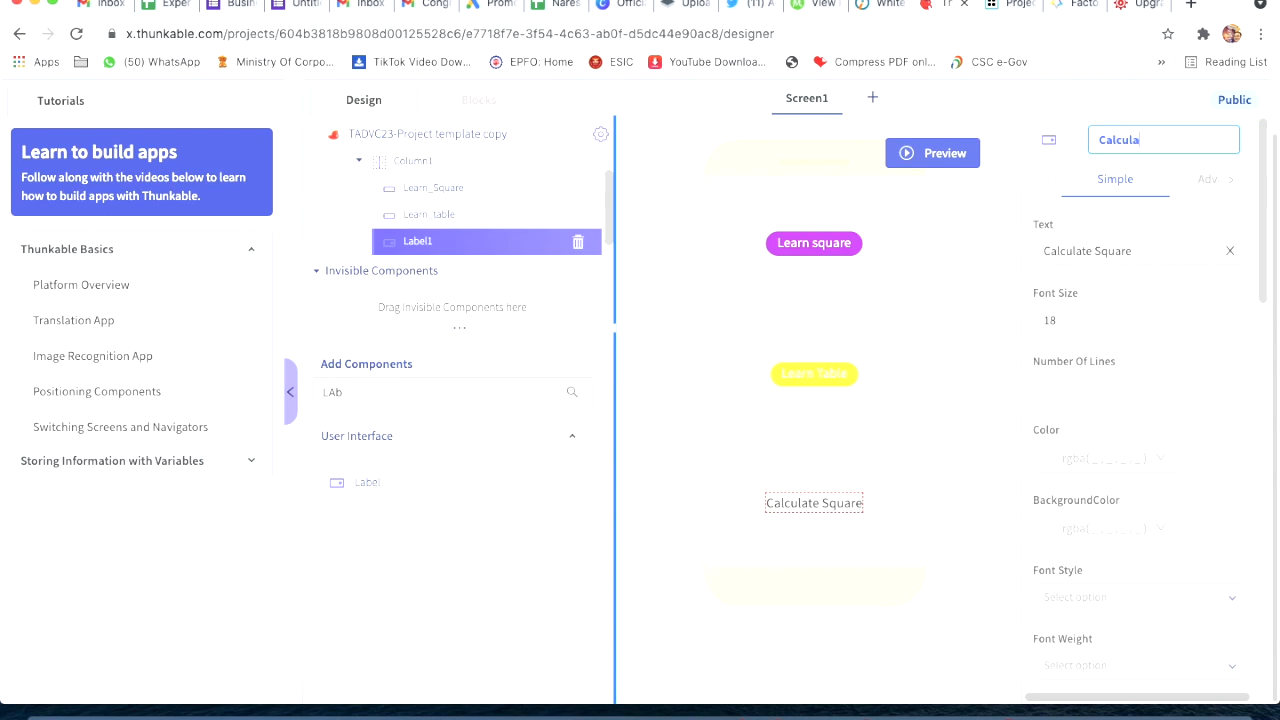 Inbox
Exper
Busin
Untitl
Inbox
Cong
Promo
Nares
Offici
Uploa
(11) A
View
White
Tr
Projec
Facto
Upgra
x.thunkable.com/projects/604b3818b9808d00125528c6/e7718f7e-3f54-4c63-ab0f-d5dc44e90ac8/designer
Apps
(50) WhatsApp
Ministry Of Corpo...
TikTok Video Dow...
EPFO: Home
ESIC
YouTube Downloa...
Compress PDF onl...
CSC e-Gov
»
Reading List
Tutorials
Design
Blocks
Screen1
Public
Learn to build apps
Follow along with the videos below to learn
how to build apps with Thunkable.
Thunkable Basics
Platform Overview
Translation App
Image Recognition App
Positioning Components
Switching Screens and Navigators
Storing Information with Variables
TADVC23-Project template copy
Column1
Learn_Square
Learn_table
Label1
Invisible Components
Drag Invisible Components here
...
Add Components
LAb
User Interface
Label
Preview
Learn square
Learn Table
Calculate Square
Calcula
Simple
Adv
Text
Calculate Square
Font Size
18
Number Of Lines
Color
BackgroundColor
Font Style
Select option
Font Weight
Select option